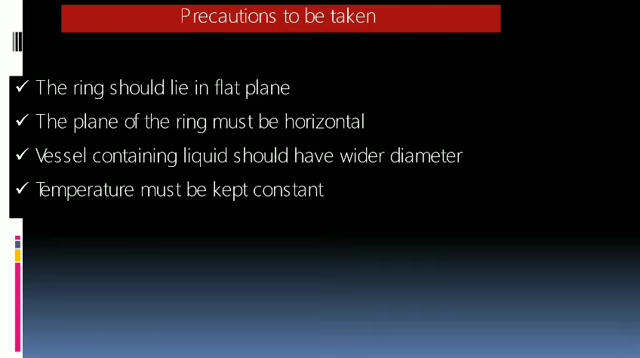 Precautions to be taken
✓ The ring should lie in flat plane
✓ The plane of the ring must be horizontal
✓ Vessel containing liquid should have wider diameter
✓ Temperature must be kept constant